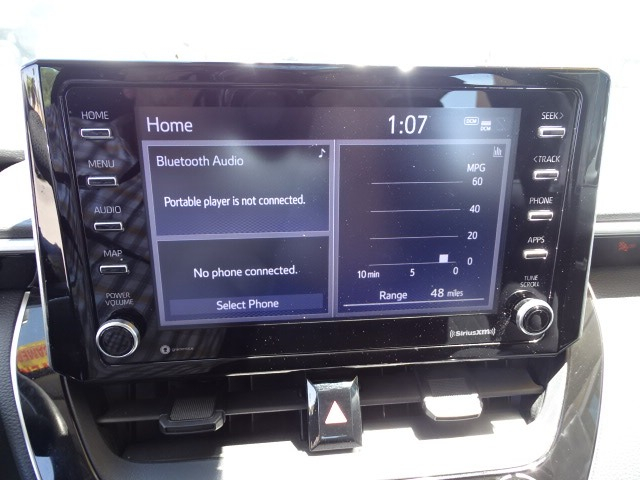 HOME
MENU
AUDIO
MAP
POWER
VOLUME
Home
1:07
DCM
DCM
Bluetooth Audio
Portable player is not connected.
No phone connected.
Select Phone
MPG
60
40
20
0
10 min 5 0
Range 48 miles
SEEK>
<TRACK
PHONE
APPS
TUNE
SCROLL
((SiriusXM))